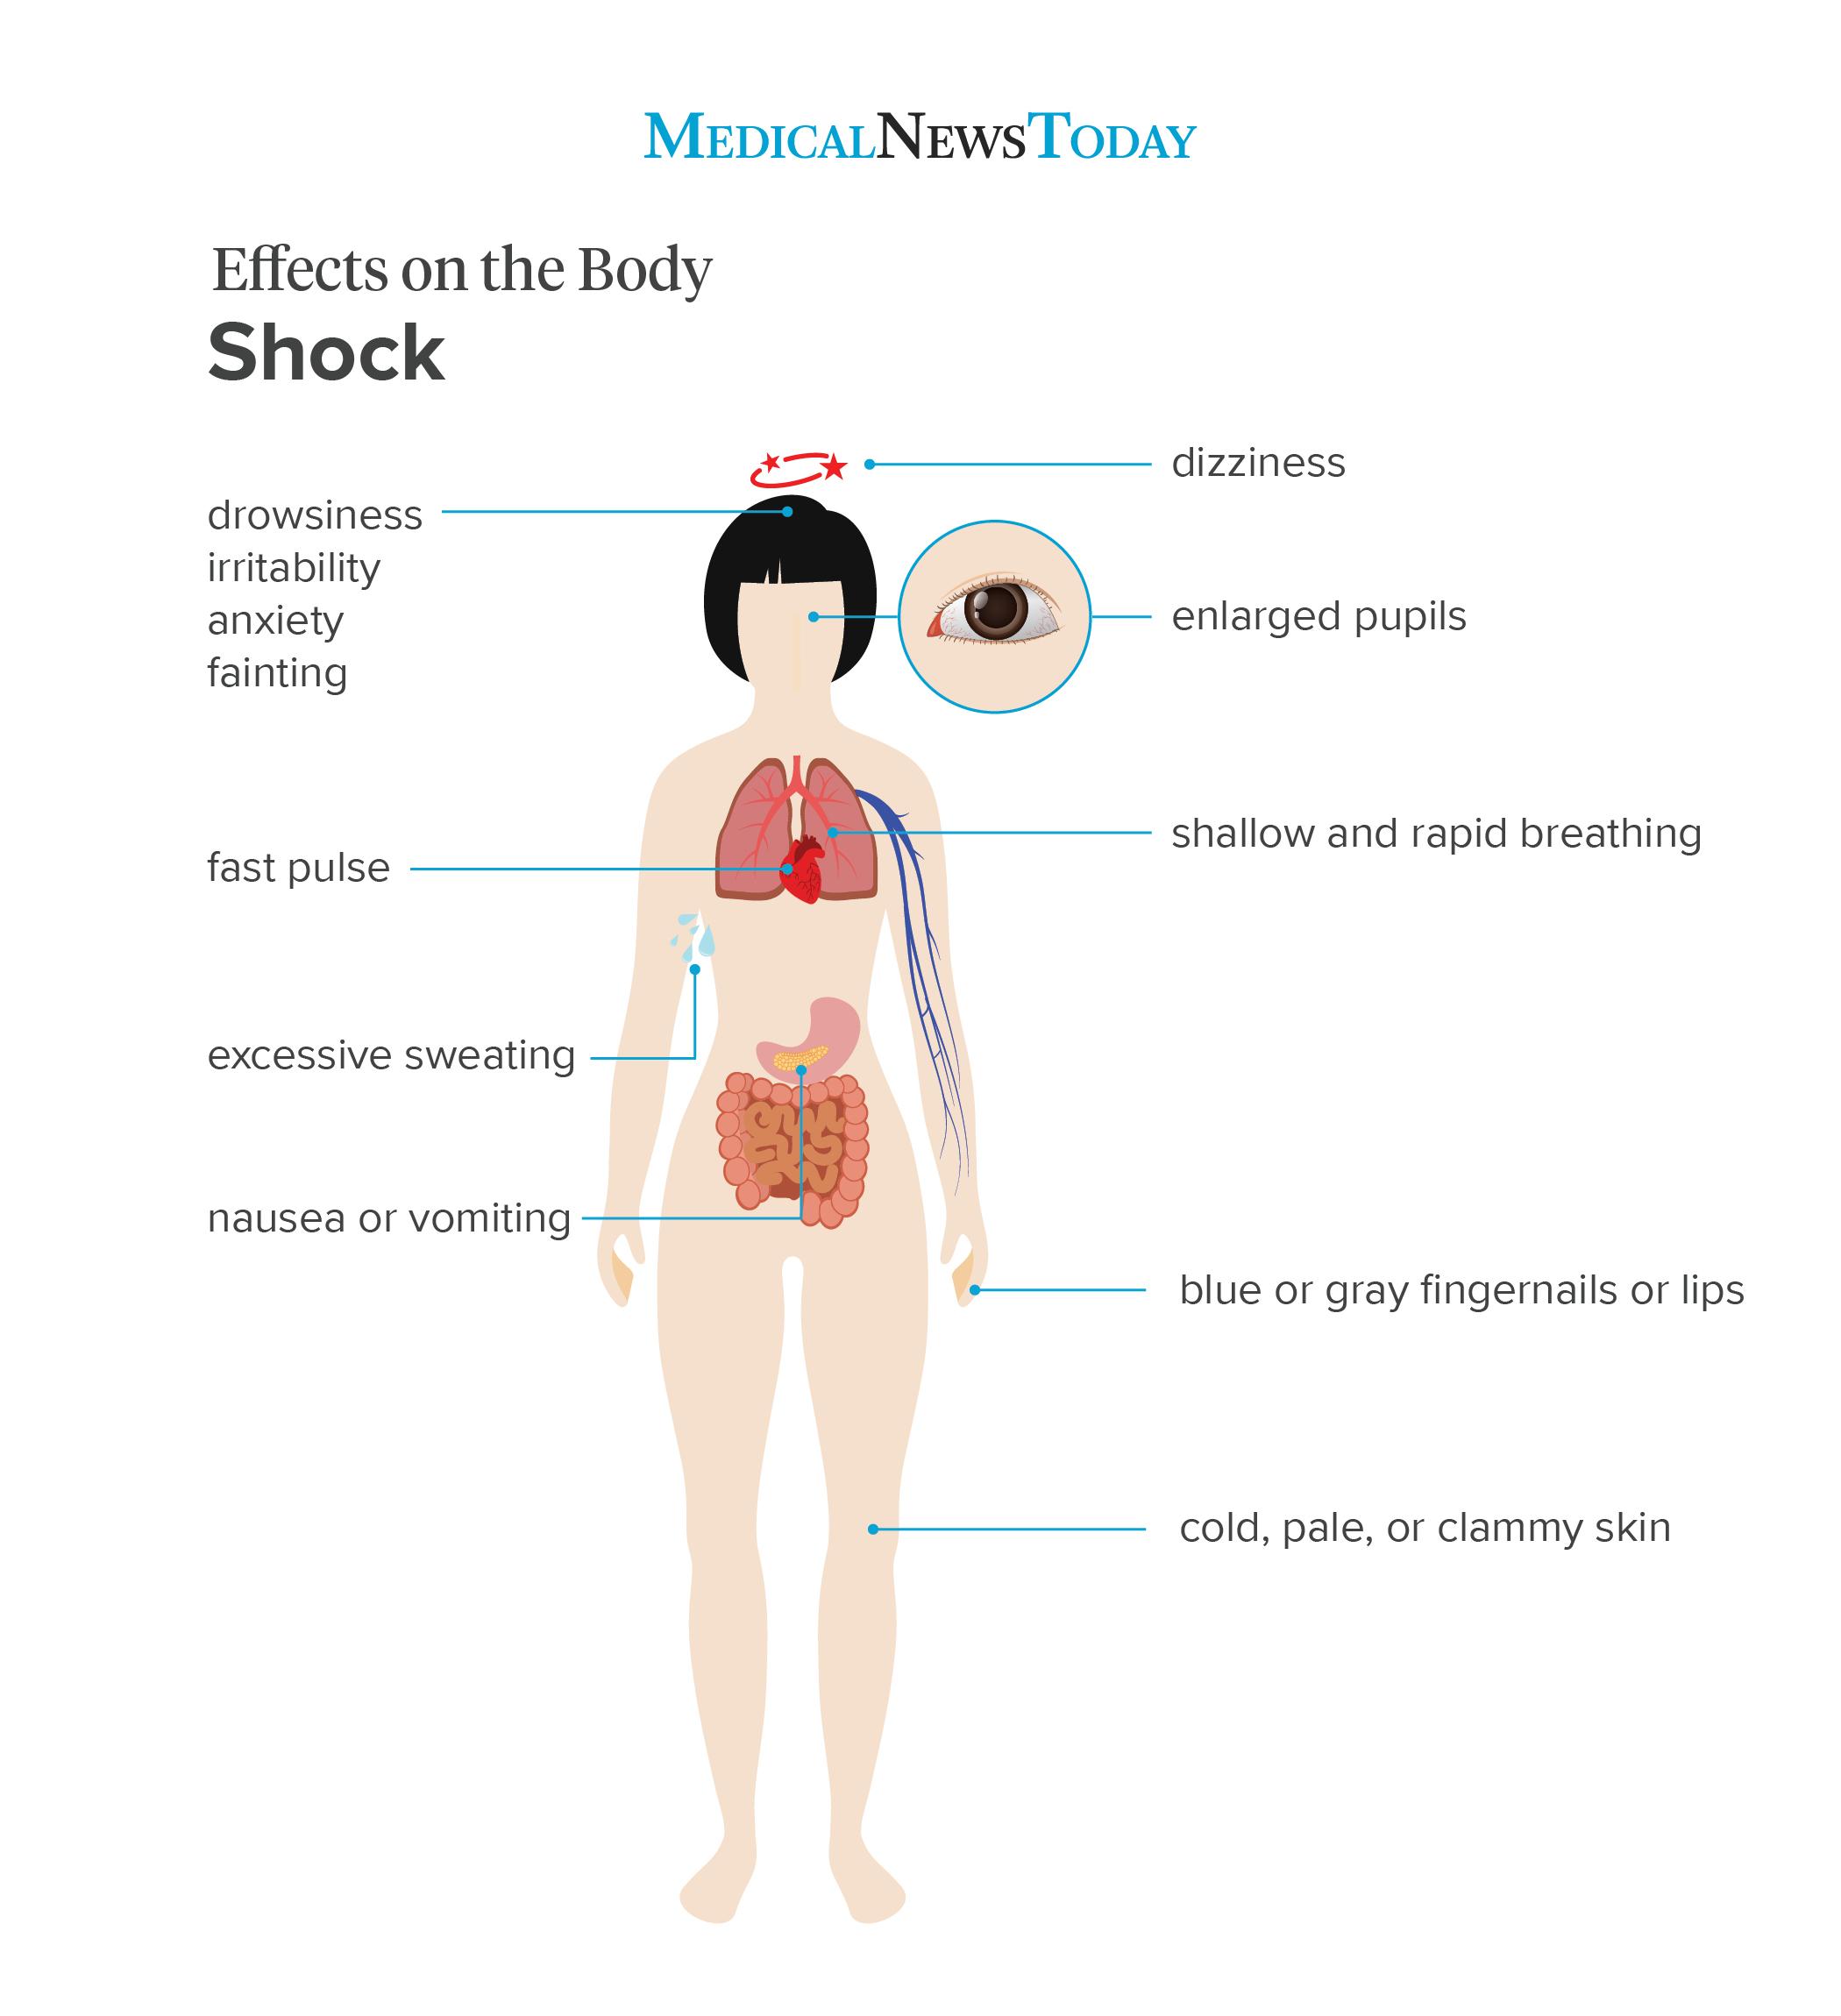 MEDICALNEWSTODAY
Effects on the Body
Shock
dizziness
drowsiness
irritability
anxiety
fainting
enlarged pupils
shallow and rapid breathing
fast pulse
excessive sweating
nausea or vomiting
blue or gray fingernails or lips
cold, pale, or clammy skin